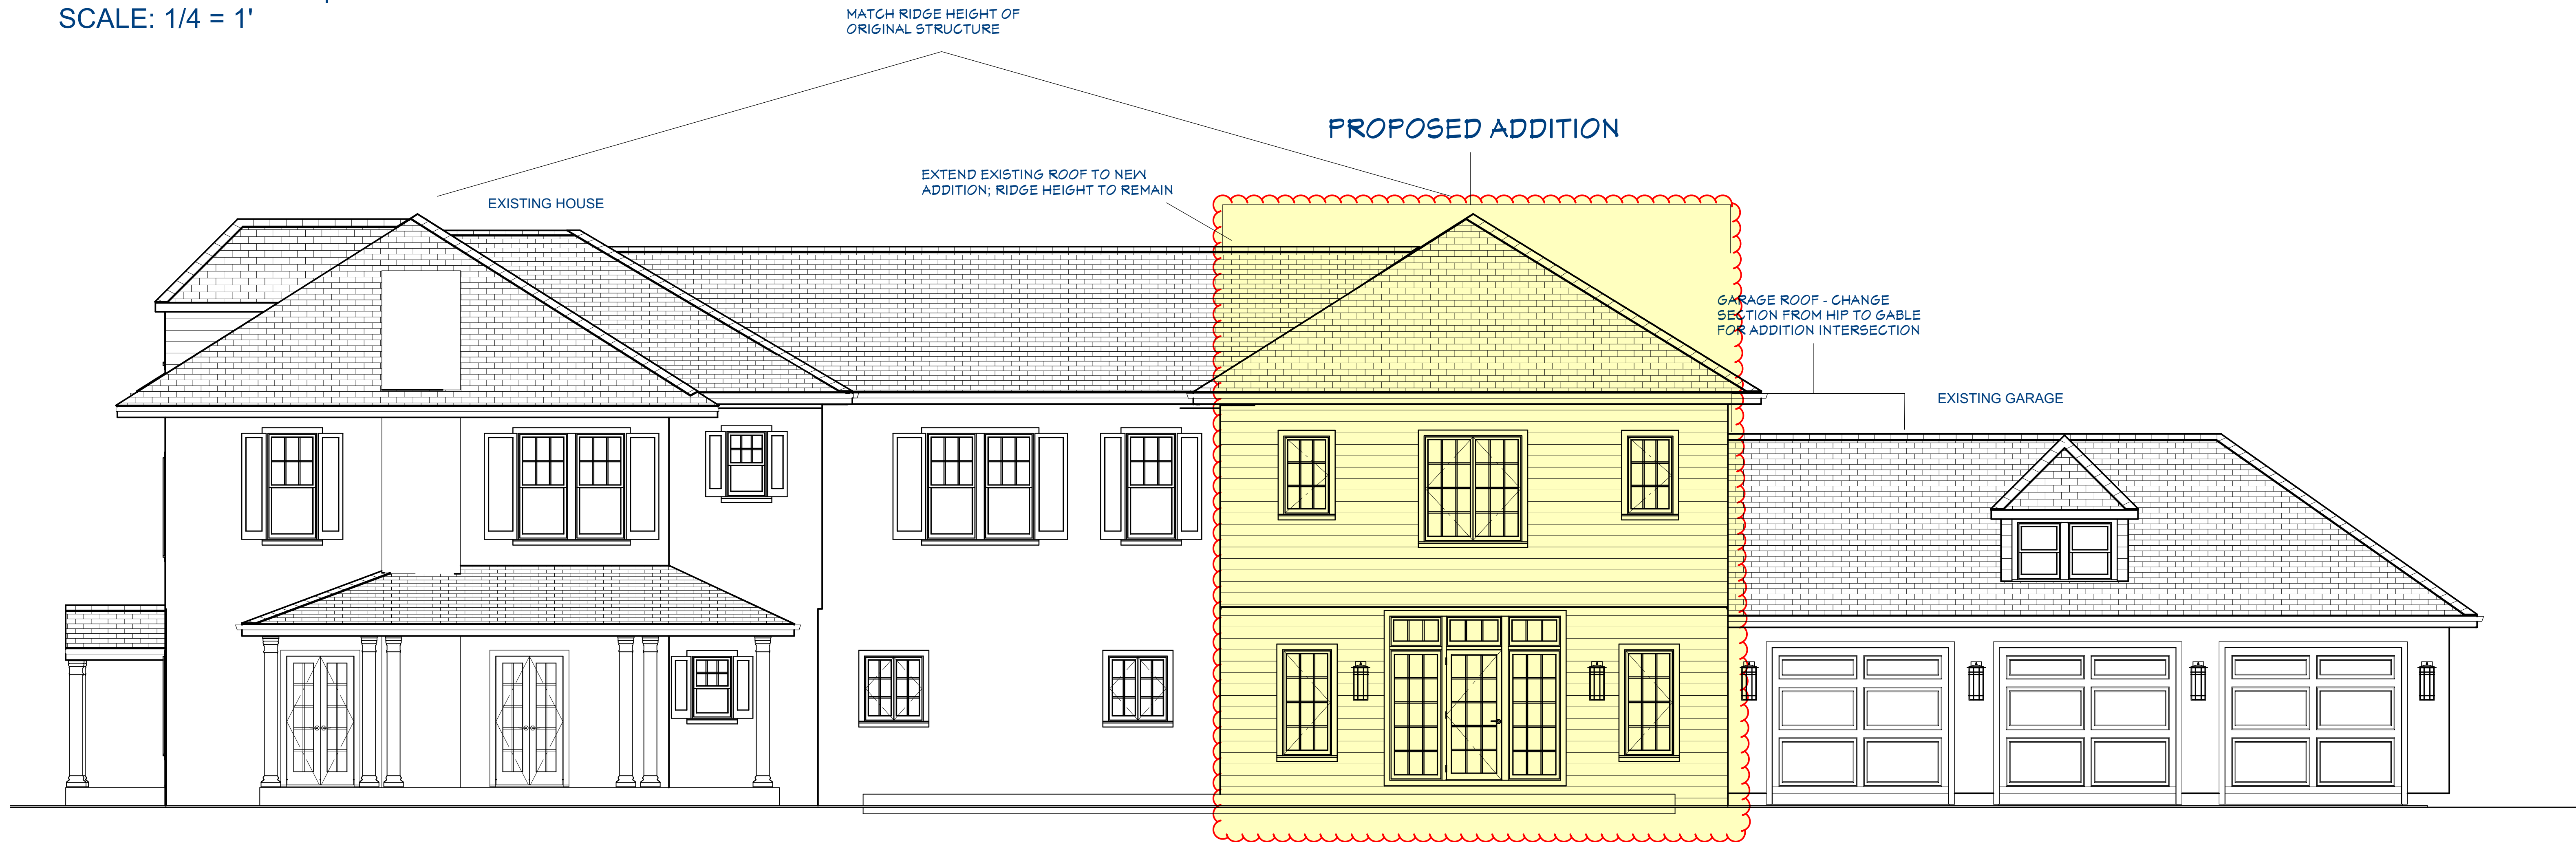 SCALE: 1/4 = 1'
MATCH RIDGE HEIGHT OF
ORIGINAL STRUCTURE
PROPOSED ADDITION
EXTEND EXISTING ROOF TO NEW
ADDITION; RIDGE HEIGHT TO REMAIN
EXISTING HOUSE
GARAGE ROOF - CHANGE
SECTION FROM HIP TO GABLE
FOR ADDITION INTERSECTION
EXISTING GARAGE